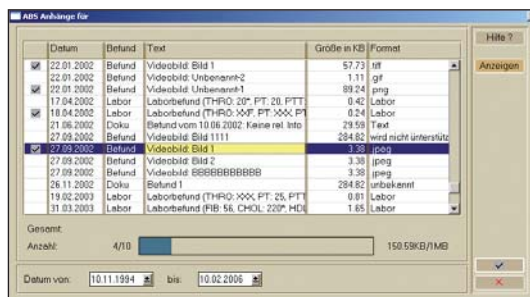 ABS Anhänge für
Hilfe ?
Anzeigen
Datum Befund Text Größe in KB Format
22.01.2002 Befund Videobild: Bild 1 57.73 tiff
22.01.2002 Befund Videobild: Unbenannt-2 1.11 gif
22.01.2002 Befund Videobild: Unbenannt-1 89.24 png
17.04.2002 Labor Laborbefund (THRO: 20*, PT: 20, PTT: 0.42 Labor
18.04.2002 Labor Laborbefund (THRO: XXF, PT: XXX, PT 0.24 Labor
21.06.2002 Doku Befund vom 10.06.2002: Keine rel. Info 29.59 Text
27.09.2002 Befund Videobild: Bild 1111 284.82 wird nicht unterstütz
27.09.2002 Befund Videobild: Bild 1 3.38 jpeg
27.09.2002 Befund Videobild: Bild 2 3.38 jpeg
27.09.2002 Befund Videobild: BBBBBBBBBBB 3.38 jpeg
26.11.2002 Doku Befund 1 284.82 unbekannt
19.02.2003 Labor Laborbefund (THRO: XXX, PT: 25, PTT 0.81 Labor
31.03.2003 Labor Laborbefund (FIB: 56, CHOL: 220*, HDL 1.65 Labor
Gesamt:
Anzahl: 4/10 150.59KB/1MB
Datum von: 10.11.1994 bis: 10.02.2006